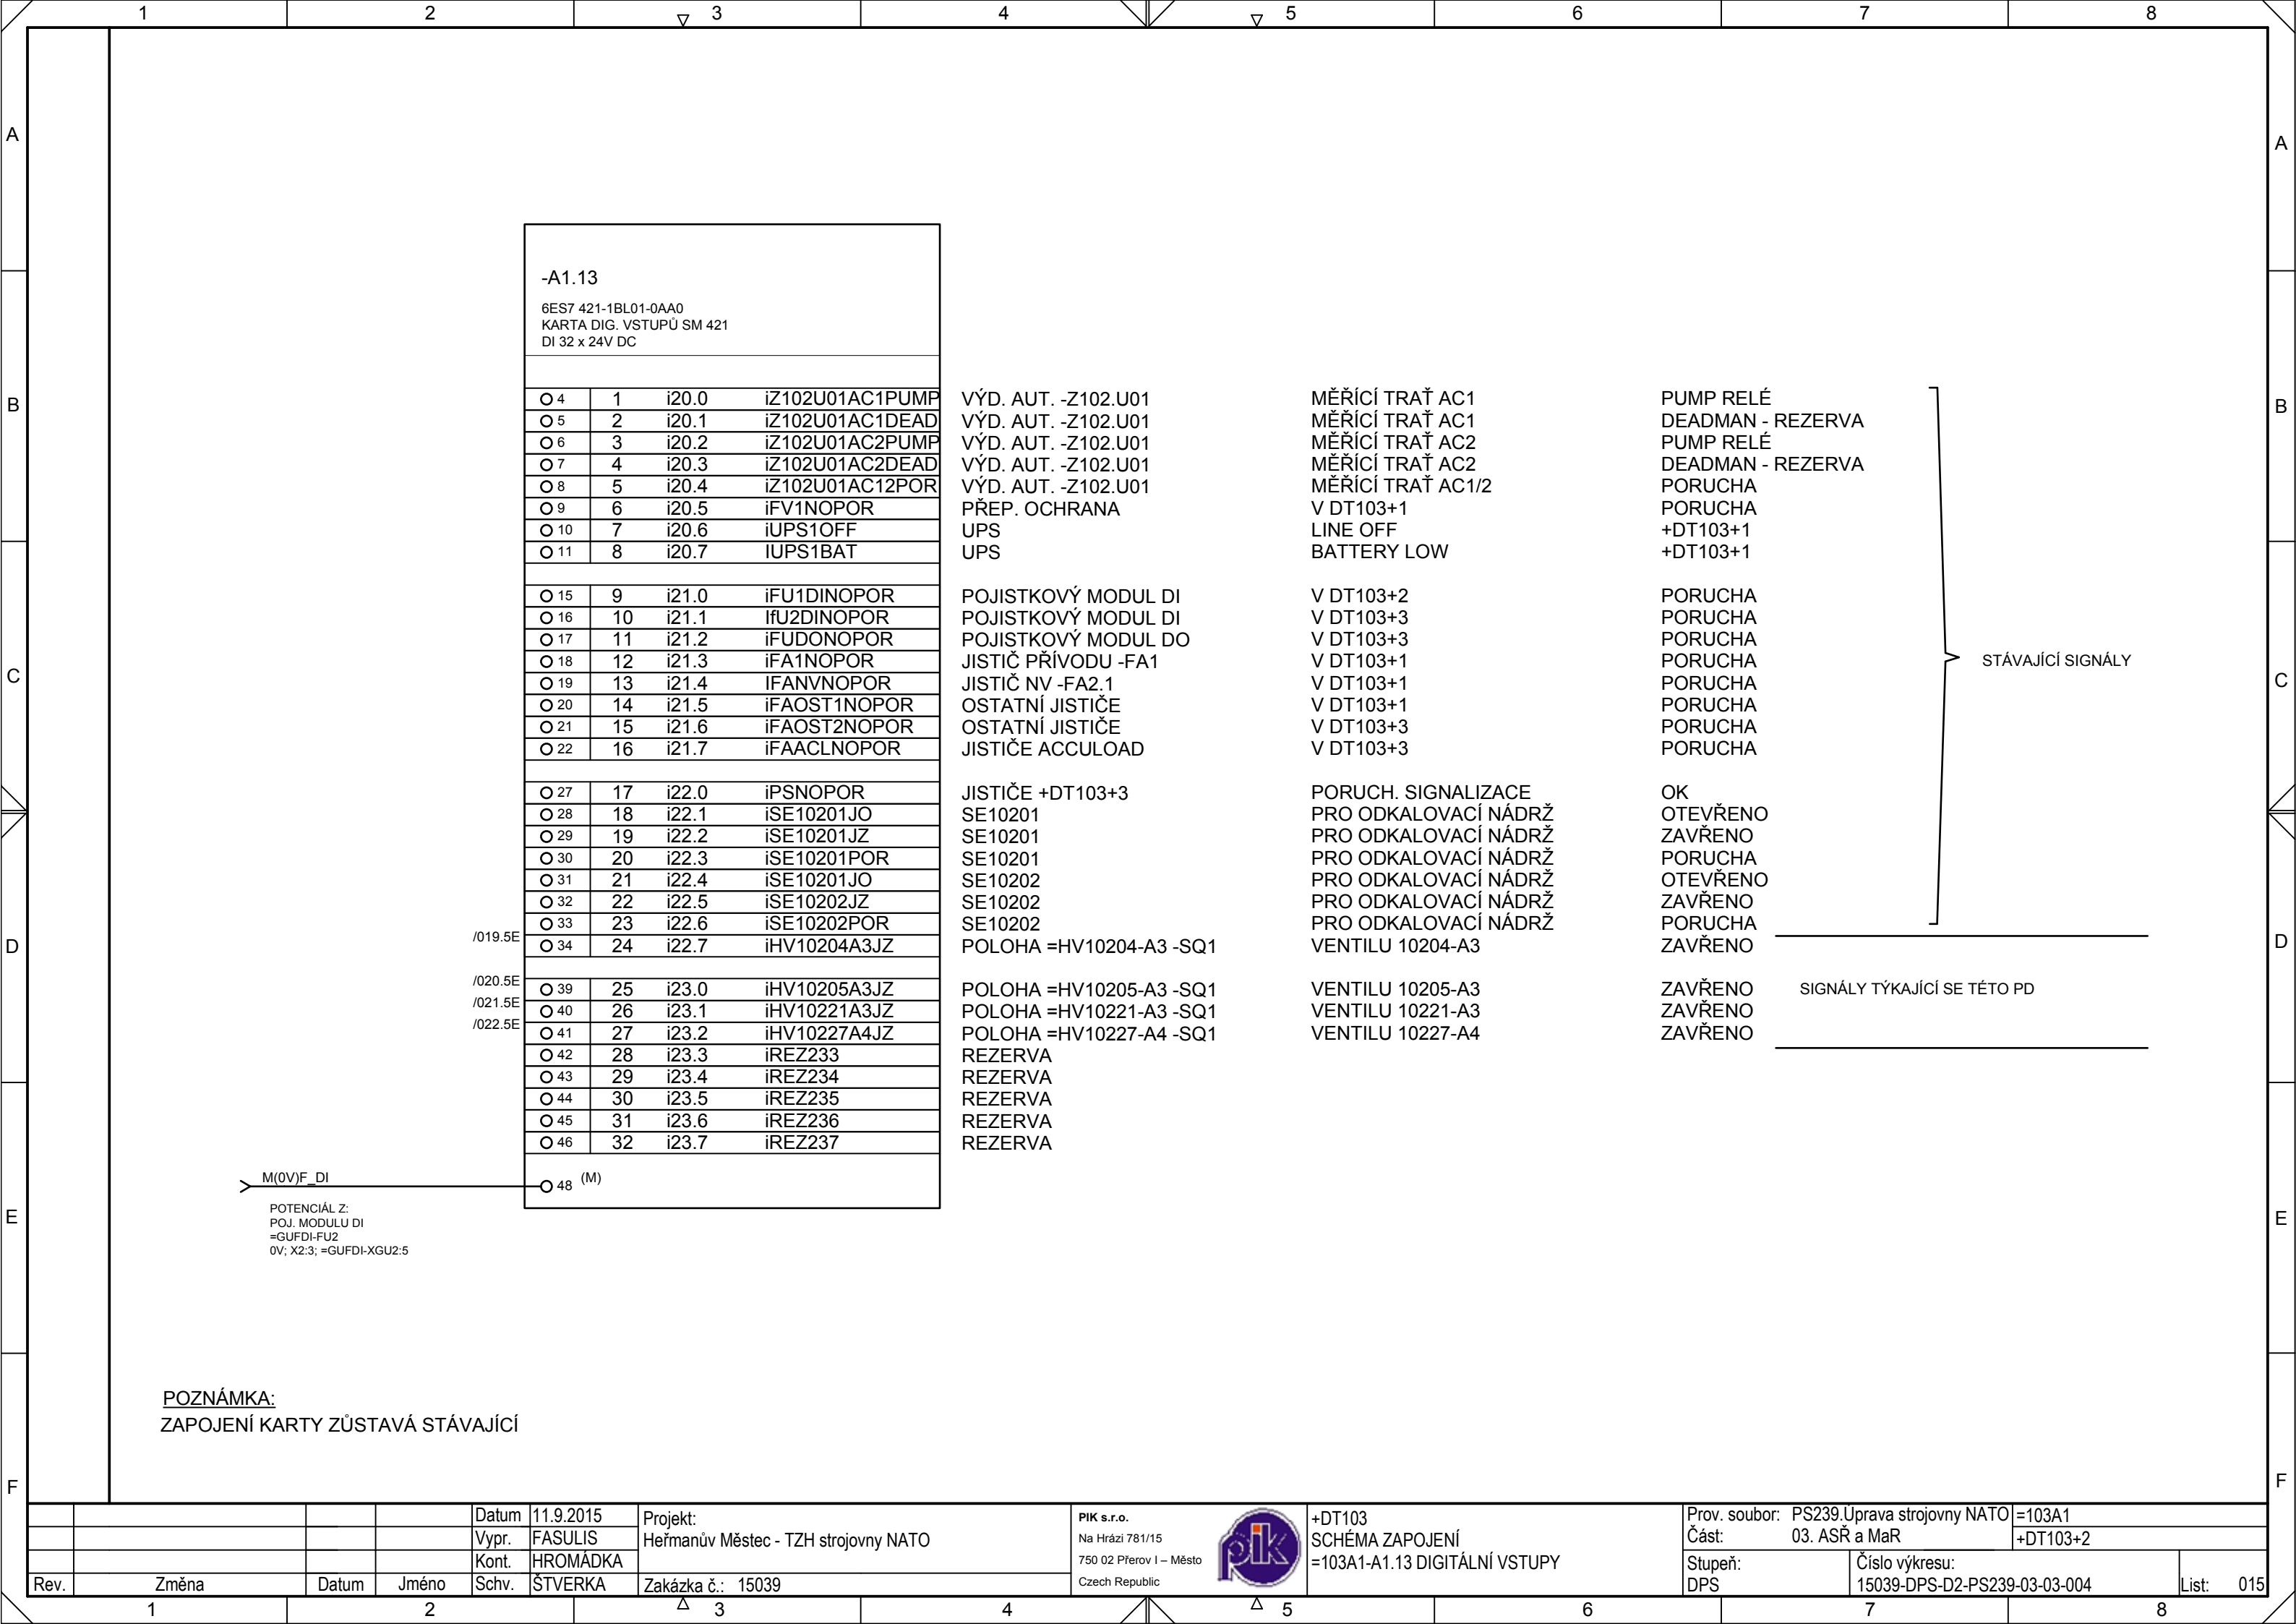 1 2 3 4 5 6 7 8
A A
B B
C C
D D
E E
F F
-A1.13
6ES7 421-1BL01-0AA0
KARTA DIG. VSTUPŮ SM 421
DI 32 x 24V DC
4 1 i20.0 iZ102U01AC1PUMP VÝD. AUT. -Z102.U01 MĚŘÍCÍ TRAŤ AC1 PUMP RELÉ
5 2 i20.1 iZ102U01AC1DEAD VÝD. AUT. -Z102.U01 MĚŘÍCÍ TRAŤ AC1 DEADMAN - REZERVA
6 3 i20.2 iZ102U01AC2PUMP VÝD. AUT. -Z102.U01 MĚŘÍCÍ TRAŤ AC2 PUMP RELÉ
7 4 i20.3 iZ102U01AC2DEAD VÝD. AUT. -Z102.U01 MĚŘÍCÍ TRAŤ AC2 DEADMAN - REZERVA
8 5 i20.4 iZ102U01AC12POR VÝD. AUT. -Z102.U01 MĚŘÍCÍ TRAŤ AC1/2 PORUCHA
9 6 i20.5 iFV1NOPOR PŘEP. OCHRANA V DT103+1 PORUCHA
10 7 i20.6 iUPS1OFF UPS LINE OFF +DT103+1
11 8 i20.7 IUPS1BAT UPS BATTERY LOW +DT103+1
15 9 i21.0 iFU1DINOPOR POJISTKOVÝ MODUL DI V DT103+2 PORUCHA
16 10 i21.1 IfU2DINOPOR POJISTKOVÝ MODUL DI V DT103+3 PORUCHA
17 11 i21.2 iFUDONOPOR POJISTKOVÝ MODUL DO V DT103+3 PORUCHA
18 12 i21.3 iFA1NOPOR JISTIČ PŘÍVODU -FA1 V DT103+1 PORUCHA
STÁVAJÍCÍ SIGNÁLY
19 13 i21.4 IFANVNOPOR JISTIČ NV -FA2.1 V DT103+1 PORUCHA
20 14 i21.5 iFAOST1NOPOR OSTATNÍ JISTIČE V DT103+1 PORUCHA
21 15 i21.6 iFAOST2NOPOR OSTATNÍ JISTIČE V DT103+3 PORUCHA
22 16 i21.7 iFAACLNOPOR JISTIČE ACCULOAD V DT103+3 PORUCHA
27 17 i22.0 iPSNOPOR JISTIČE +DT103+3 PORUCH. SIGNALIZACE OK
28 18 i22.1 iSE10201JO SE10201 PRO ODKALOVACÍ NÁDRŽ OTEVŘENO
29 19 i22.2 iSE10201JZ SE10201 PRO ODKALOVACÍ NÁDRŽ ZAVŘENO
30 20 i22.3 iSE10201POR SE10201 PRO ODKALOVACÍ NÁDRŽ PORUCHA
31 21 i22.4 iSE10201JO SE10202 PRO ODKALOVACÍ NÁDRŽ OTEVŘENO
32 22 i22.5 iSE10202JZ SE10202 PRO ODKALOVACÍ NÁDRŽ ZAVŘENO
33 23 i22.6 iSE10202POR SE10202 PRO ODKALOVACÍ NÁDRŽ PORUCHA
/019.5E 34 24 i22.7 iHV10204A3JZ POLOHA =HV10204-A3 -SQ1 VENTILU 10204-A3 ZAVŘENO
/020.5E 39 25 i23.0 iHV10205A3JZ POLOHA =HV10205-A3 -SQ1 VENTILU 10205-A3 ZAVŘENO SIGNÁLY TÝKAJÍCÍ SE TÉTO PD
/021.5E 40 26 i23.1 iHV10221A3JZ POLOHA =HV10221-A3 -SQ1 VENTILU 10221-A3 ZAVŘENO
/022.5E 41 27 i23.2 iHV10227A4JZ POLOHA =HV10227-A4 -SQ1 VENTILU 10227-A4 ZAVŘENO
42 28 i23.3 iREZ233 REZERVA
43 29 i23.4 iREZ234 REZERVA
44 30 i23.5 iREZ235 REZERVA
45 31 i23.6 iREZ236 REZERVA
46 32 i23.7 iREZ237 REZERVA
M(0V)F_DI 48 (M)
POTENCIÁL Z:
POJ. MODULU DI
=GUFDI-FU2
0V; X2:3; =GUFDI-XGU2:5
POZNÁMKA:
ZAPOJENÍ KARTY ZŮSTAVÁ STÁVAJÍCÍ
Rev. Změna Datum Jméno
Datum 11.9.2015
Vypr. FASULIS
Kont. HROMÁDKA
Schv. ŠTVERKA
Projekt:
Heřmanův Městec - TZH strojovny NATO
Zakázka č.: 15039
PIK s.r.o.
Na Hrázi 781/15
750 02 Přerov I – Město
Czech Republic
pik
+DT103
SCHÉMA ZAPOJENÍ
=103A1-A1.13 DIGITÁLNÍ VSTUPY
Prov. soubor: PS239.Úprava strojovny NATO =103A1
Část: 03. ASŘ a MaR +DT103+2
Stupeň:
DPS
Číslo výkresu:
15039-DPS-D2-PS239-03-03-004 List: 015
1 2 3 4 5 6 7 8